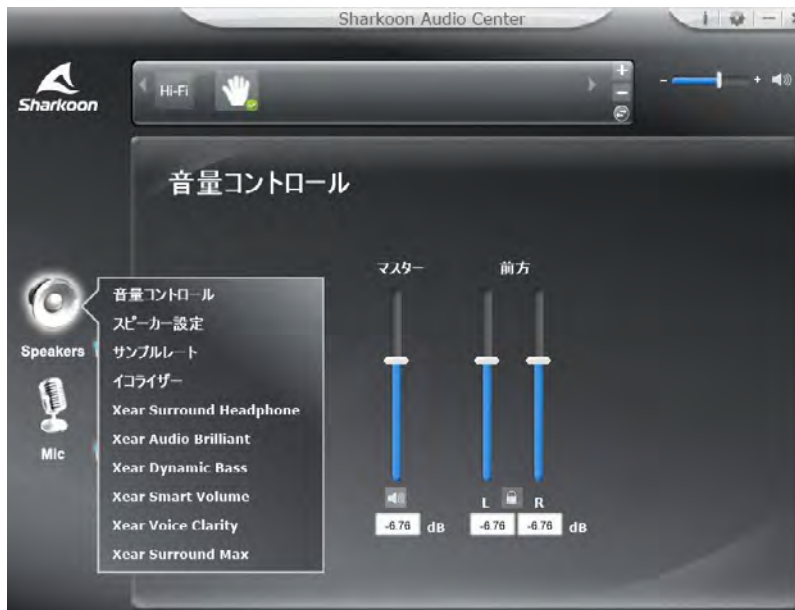 Sharkoon Audio Center
Sharkoon
Hi-Fi
音量コントロール
マスター
前方
音量コントロール
スピーカー設定
サンプルレート
イコライザー
Xear Surround Headphone
Xear Audio Brilliant
Xear Dynamic Bass
Xear Smart Volume
Xear Voice Clarity
Xear Surround Max
Speakers
Mic
L
R
-6.76 dB
-6.76 -6.76 dB